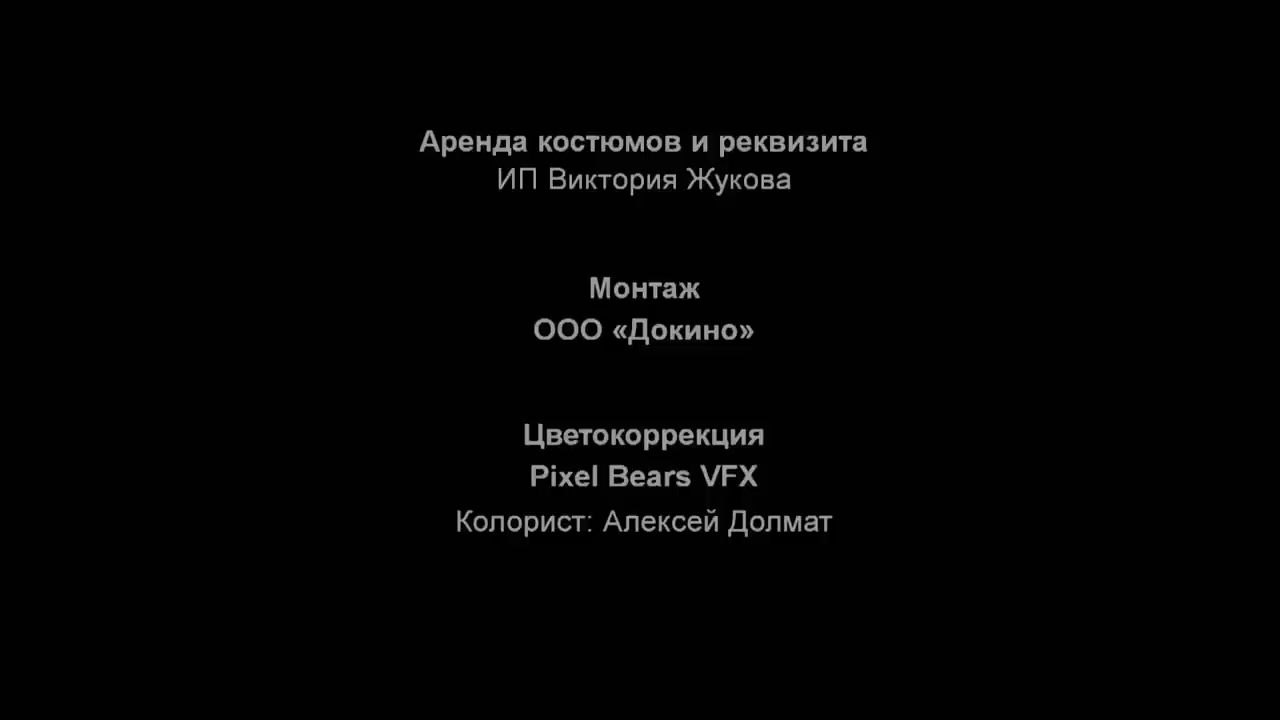 Аренда костюмов и реквизита
ИП Виктория Жукова
Монтаж
ООО «Докино»
Цветокоррекция
Pixel Bears VFX
Колорист: Алексей Долмат